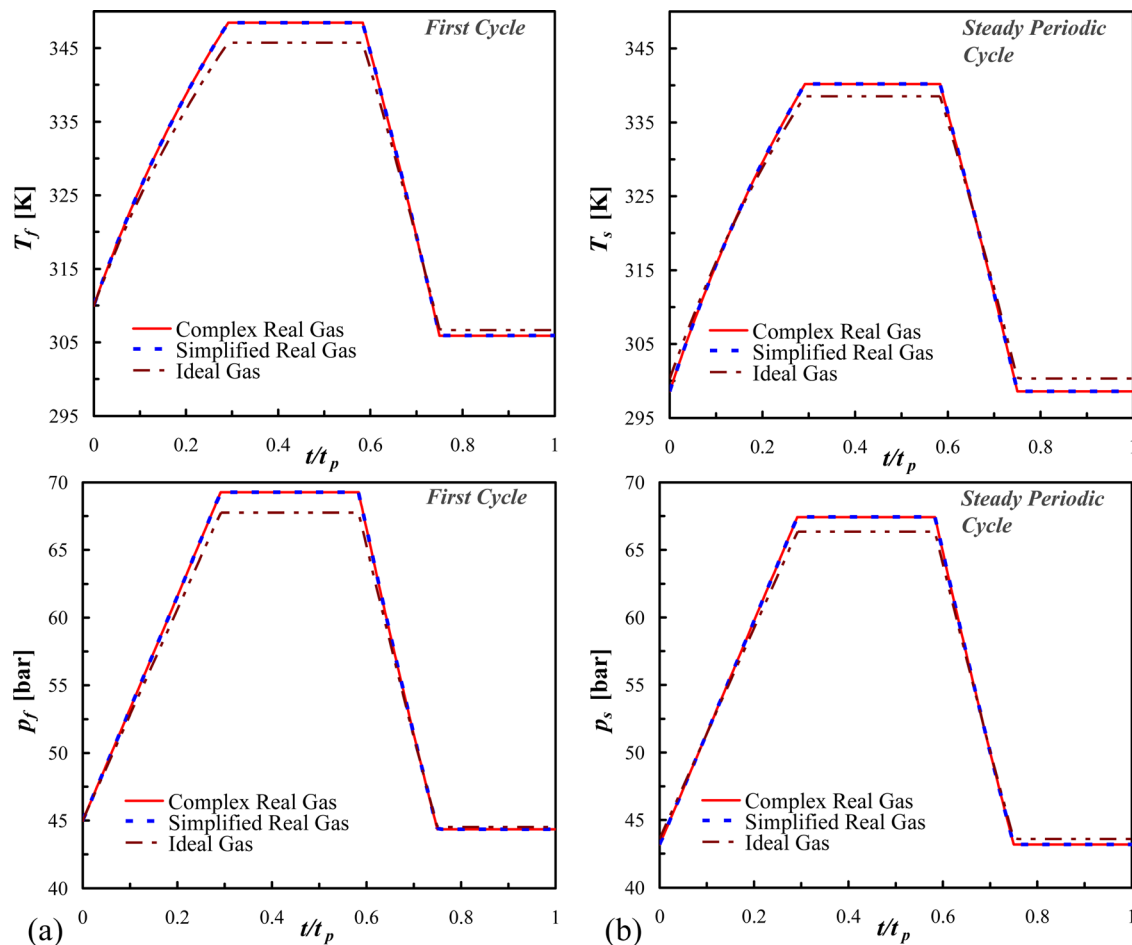 First Cycle
345
335
325
315
305
295
T_f [K]
Complex Real Gas
Simplified Real Gas
Ideal Gas
0 0.2 0.4 0.6 0.8 1
t/t_p
Steady Periodic
Cycle
345
335
325
315
305
295
T_s [K]
Complex Real Gas
Simplified Real Gas
Ideal Gas
0 0.2 0.4 0.6 0.8 1
t/t_p
First Cycle
70
65
60
55
50
45
40
p_f [bar]
Complex Real Gas
Simplified Real Gas
Ideal Gas
0 0.2 0.4 0.6 0.8 1
(a) t/t_p
Steady Periodic
Cycle
70
65
60
55
50
45
40
p_s [bar]
Complex Real Gas
Simplified Real Gas
Ideal Gas
0 0.2 0.4 0.6 0.8 1
(b) t/t_p